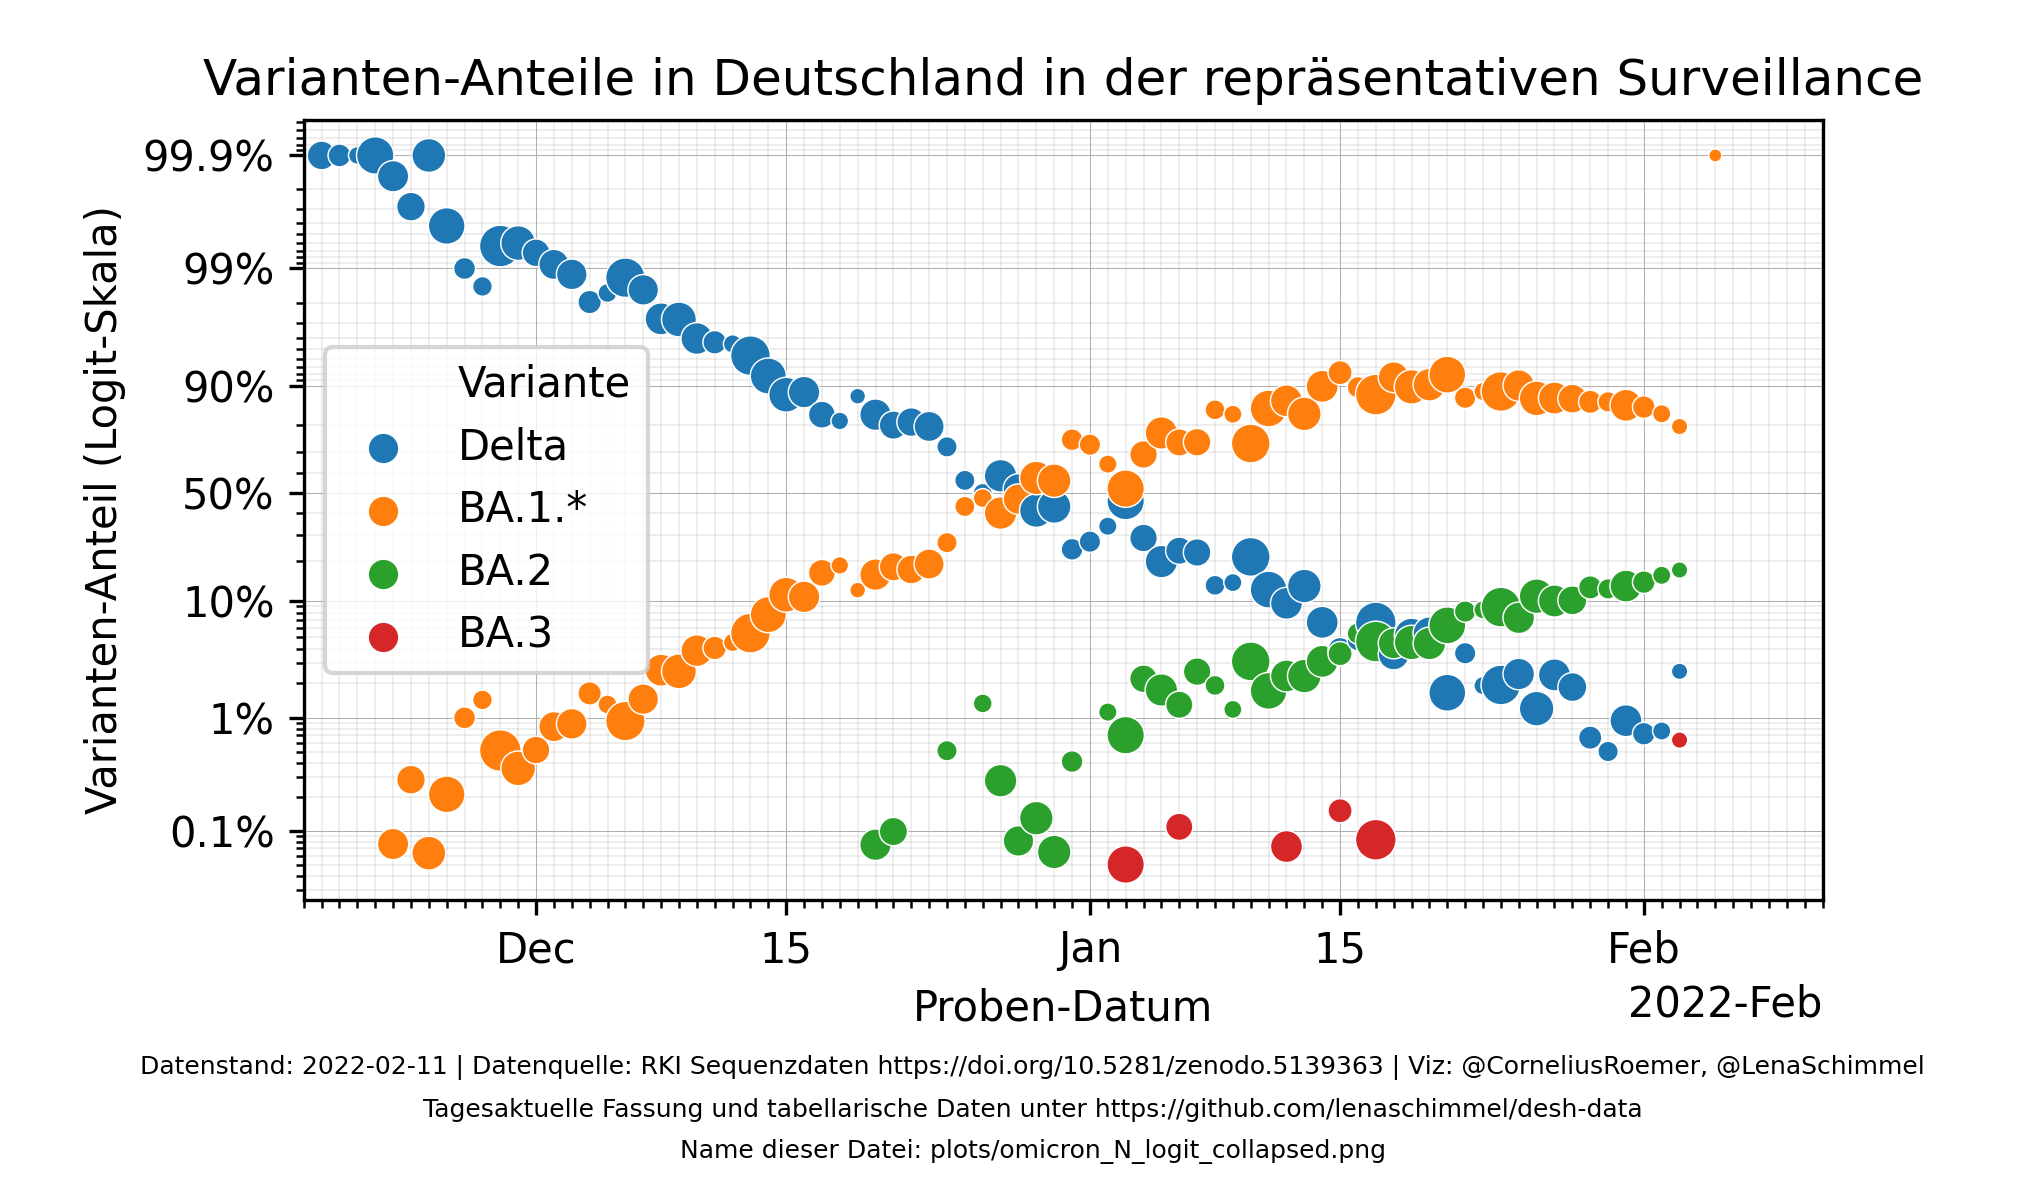 Varianten-Anteile in Deutschland in der repräsentativen Surveillance
Varianten-Anteil (Logit-Skala)
99.9%
99%
90%
50%
10%
1%
0.1%
Variante
Delta
BA.1.*
BA.2
BA.3
Dec
15
Jan
15
Feb
Proben-Datum
2022-Feb
Datenstand: 2022-02-11 | Datenquelle: RKI Sequenzdaten https://doi.org/10.5281/zenodo.5139363 | Viz: @CorneliusRoemer, @LenaSchimmel
Tagesaktuelle Fassung und tabellarische Daten unter https://github.com/lenaschimmel/desh-data
Name dieser Datei: plots/omicron_N_logit_collapsed.png